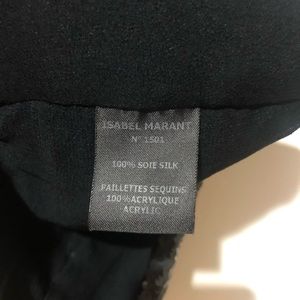 ISABEL MARANT
N° 1501
100% SOIE SILK
PAILLETTES SEQUINS
100% ACRYLIQUE
ACRYLIC